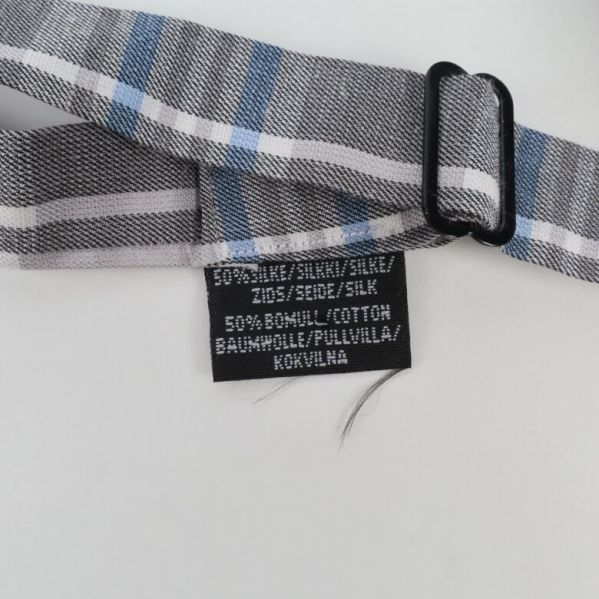 50%SILKE/SILKKI/SILKE/
ZIDS/SEIDE/SILK
50%BOMULL/COTTON
BAUMWOLLE/PULLVILLA/
KOKVILNA